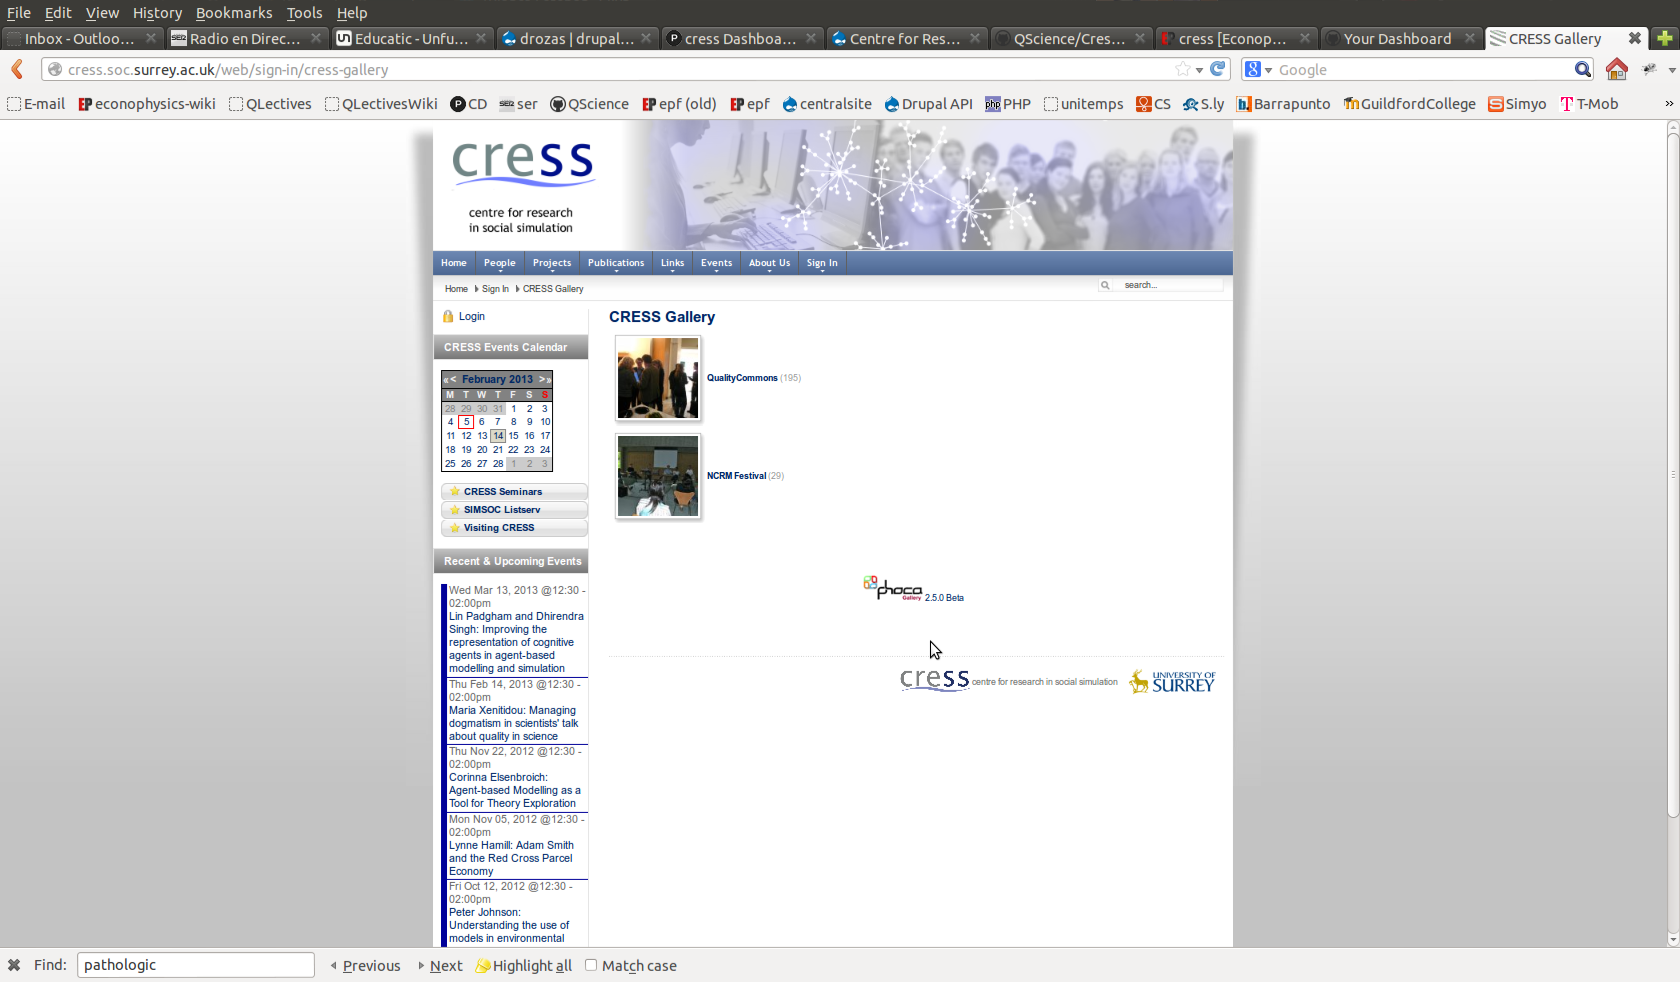 File Edit View History Bookmarks Tools Help
Inbox - Outloo... Radio en Direc... Educatic - Unfu... drozas | drupal... cress Dashboa... Centre for Res... QScience/Cres... cress [Econop... Your Dashboard CRESS Gallery
cress.soc.surrey.ac.uk/web/sign-in/cress-gallery Google
E-mail econophysics-wiki QLectives QLectivesWiki CD ser QScience epf (old) epf centralsite Drupal API PHP unitemps CS S.ly Barrapunto GuildfordCollege Simyo T-Mob »
cress
centre for research
in social simulation
Home People Projects Publications Links Events About Us Sign In
Home Sign In CRESS Gallery search...
Login
CRESS Events Calendar
«< February 2013 >»
M T W T F S S
28 29 30 31 1 2 3
4 5 6 7 8 9 10
11 12 13 14 15 16 17
18 19 20 21 22 23 24
25 26 27 28 1 2 3
CRESS Seminars
SIMSOC Listserv
Visiting CRESS
Recent & Upcoming Events
Wed Mar 13, 2013 @12:30 -
02:00pm
Lin Padgham and Dhirendra
Singh: Improving the
representation of cognitive
agents in agent-based
modelling and simulation
Thu Feb 14, 2013 @12:30 -
02:00pm
Maria Xenitidou: Managing
dogmatism in scientists' talk
about quality in science
Thu Nov 22, 2012 @12:30 -
02:00pm
Corinna Elsenbroich:
Agent-based Modelling as a
Tool for Theory Exploration
Mon Nov 05, 2012 @12:30 -
02:00pm
Lynne Hamill: Adam Smith
and the Red Cross Parcel
Economy
Fri Oct 12, 2012 @12:30 -
02:00pm
Peter Johnson:
Understanding the use of
models in environmental
CRESS Gallery
QualityCommons (195)
NCRM Festival (29)
phoca Gallery 2.5.0 Beta
cress centre for research in social simulation UNIVERSITY OF
SURREY
Find: pathologic Previous Next Highlight all Match case